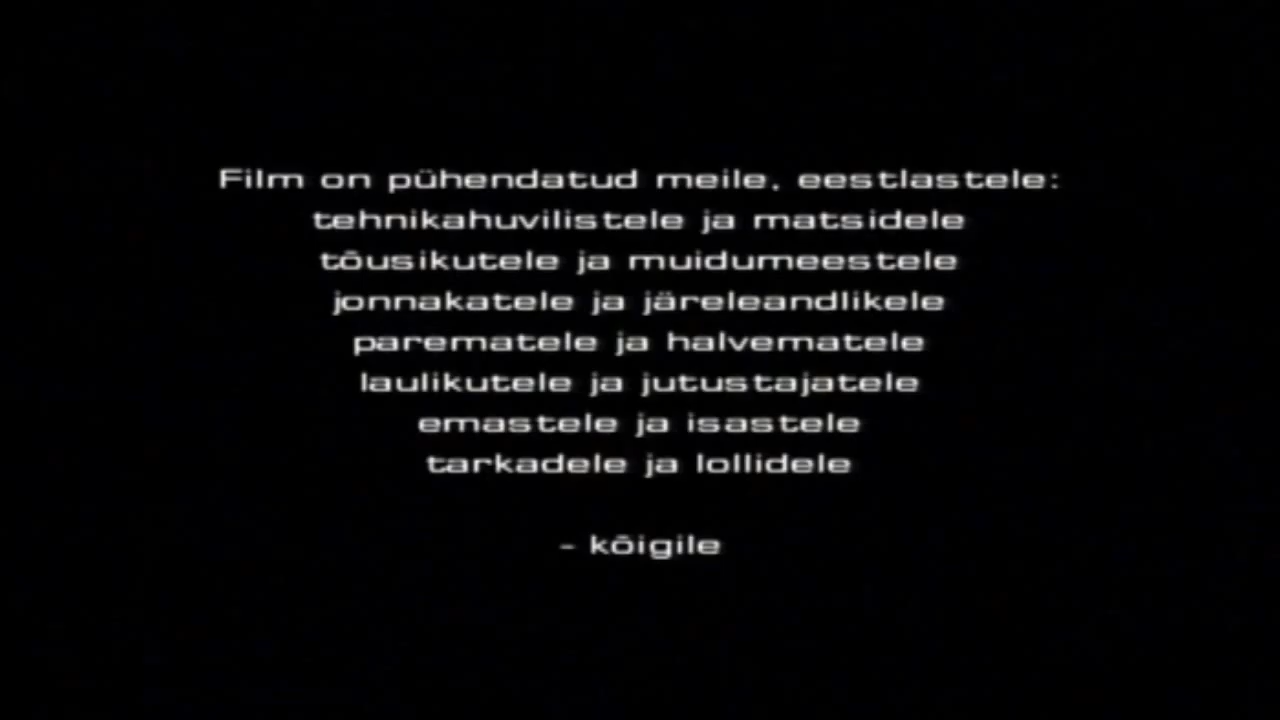 Film on pühendatud meile, eestlastele:
tehnikahuvilistele ja matsidele
tõusikutele ja muidumeestele
jonnakatele ja järeleandlikele
parematele ja halvematele
laulikutele ja jutustajatele
emastele ja isastele
tarkadele ja lollidele
- kõigile